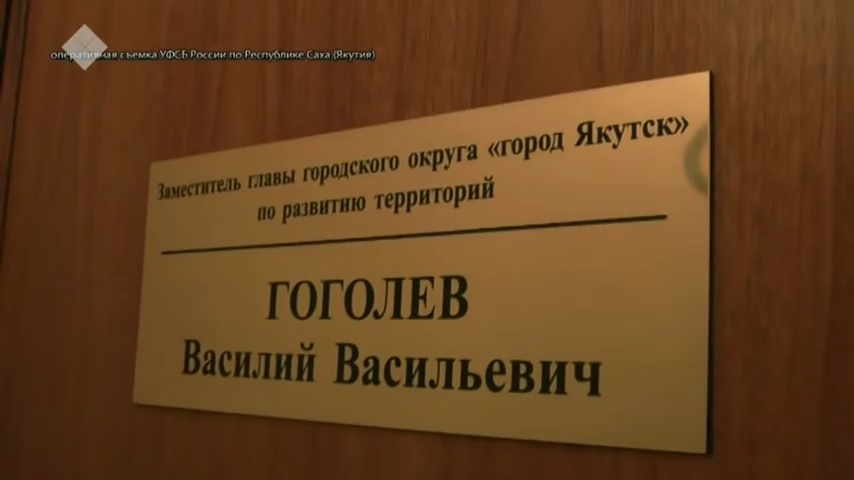 оперативная съемка УФСБ России по Республике Саха (Якутия)
Заместитель главы городского округа «город Якутск»
по развитию территорий
ГОГОЛЕВ
Василий Васильевич